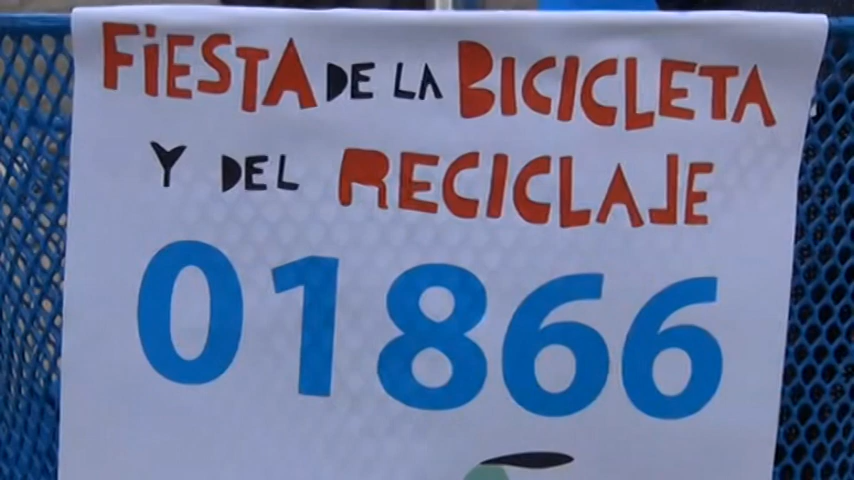 FiESTA DE LA BICICLETA
Y DEL RECICLAJE
01866